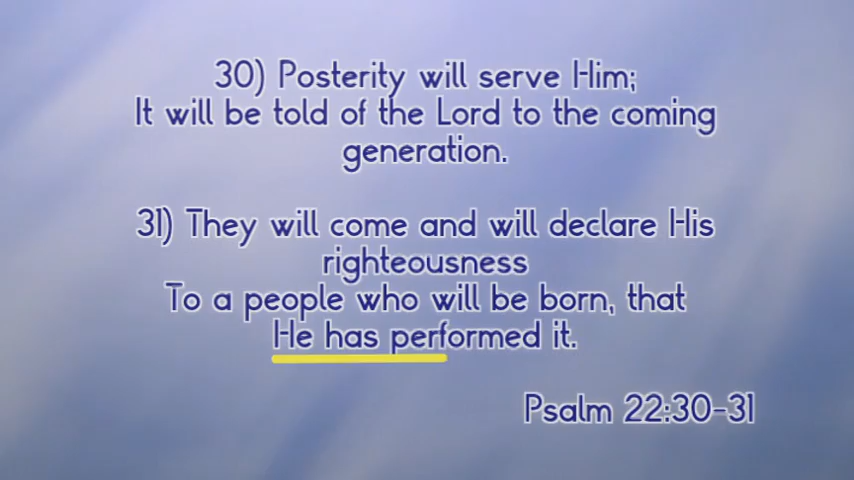 30) Posterity will serve Him;
It will be told of the Lord to the coming
generation.
31) They will come and will declare His
righteousness
To a people who will be born, that
He has performed it.
Psalm 22:30-31